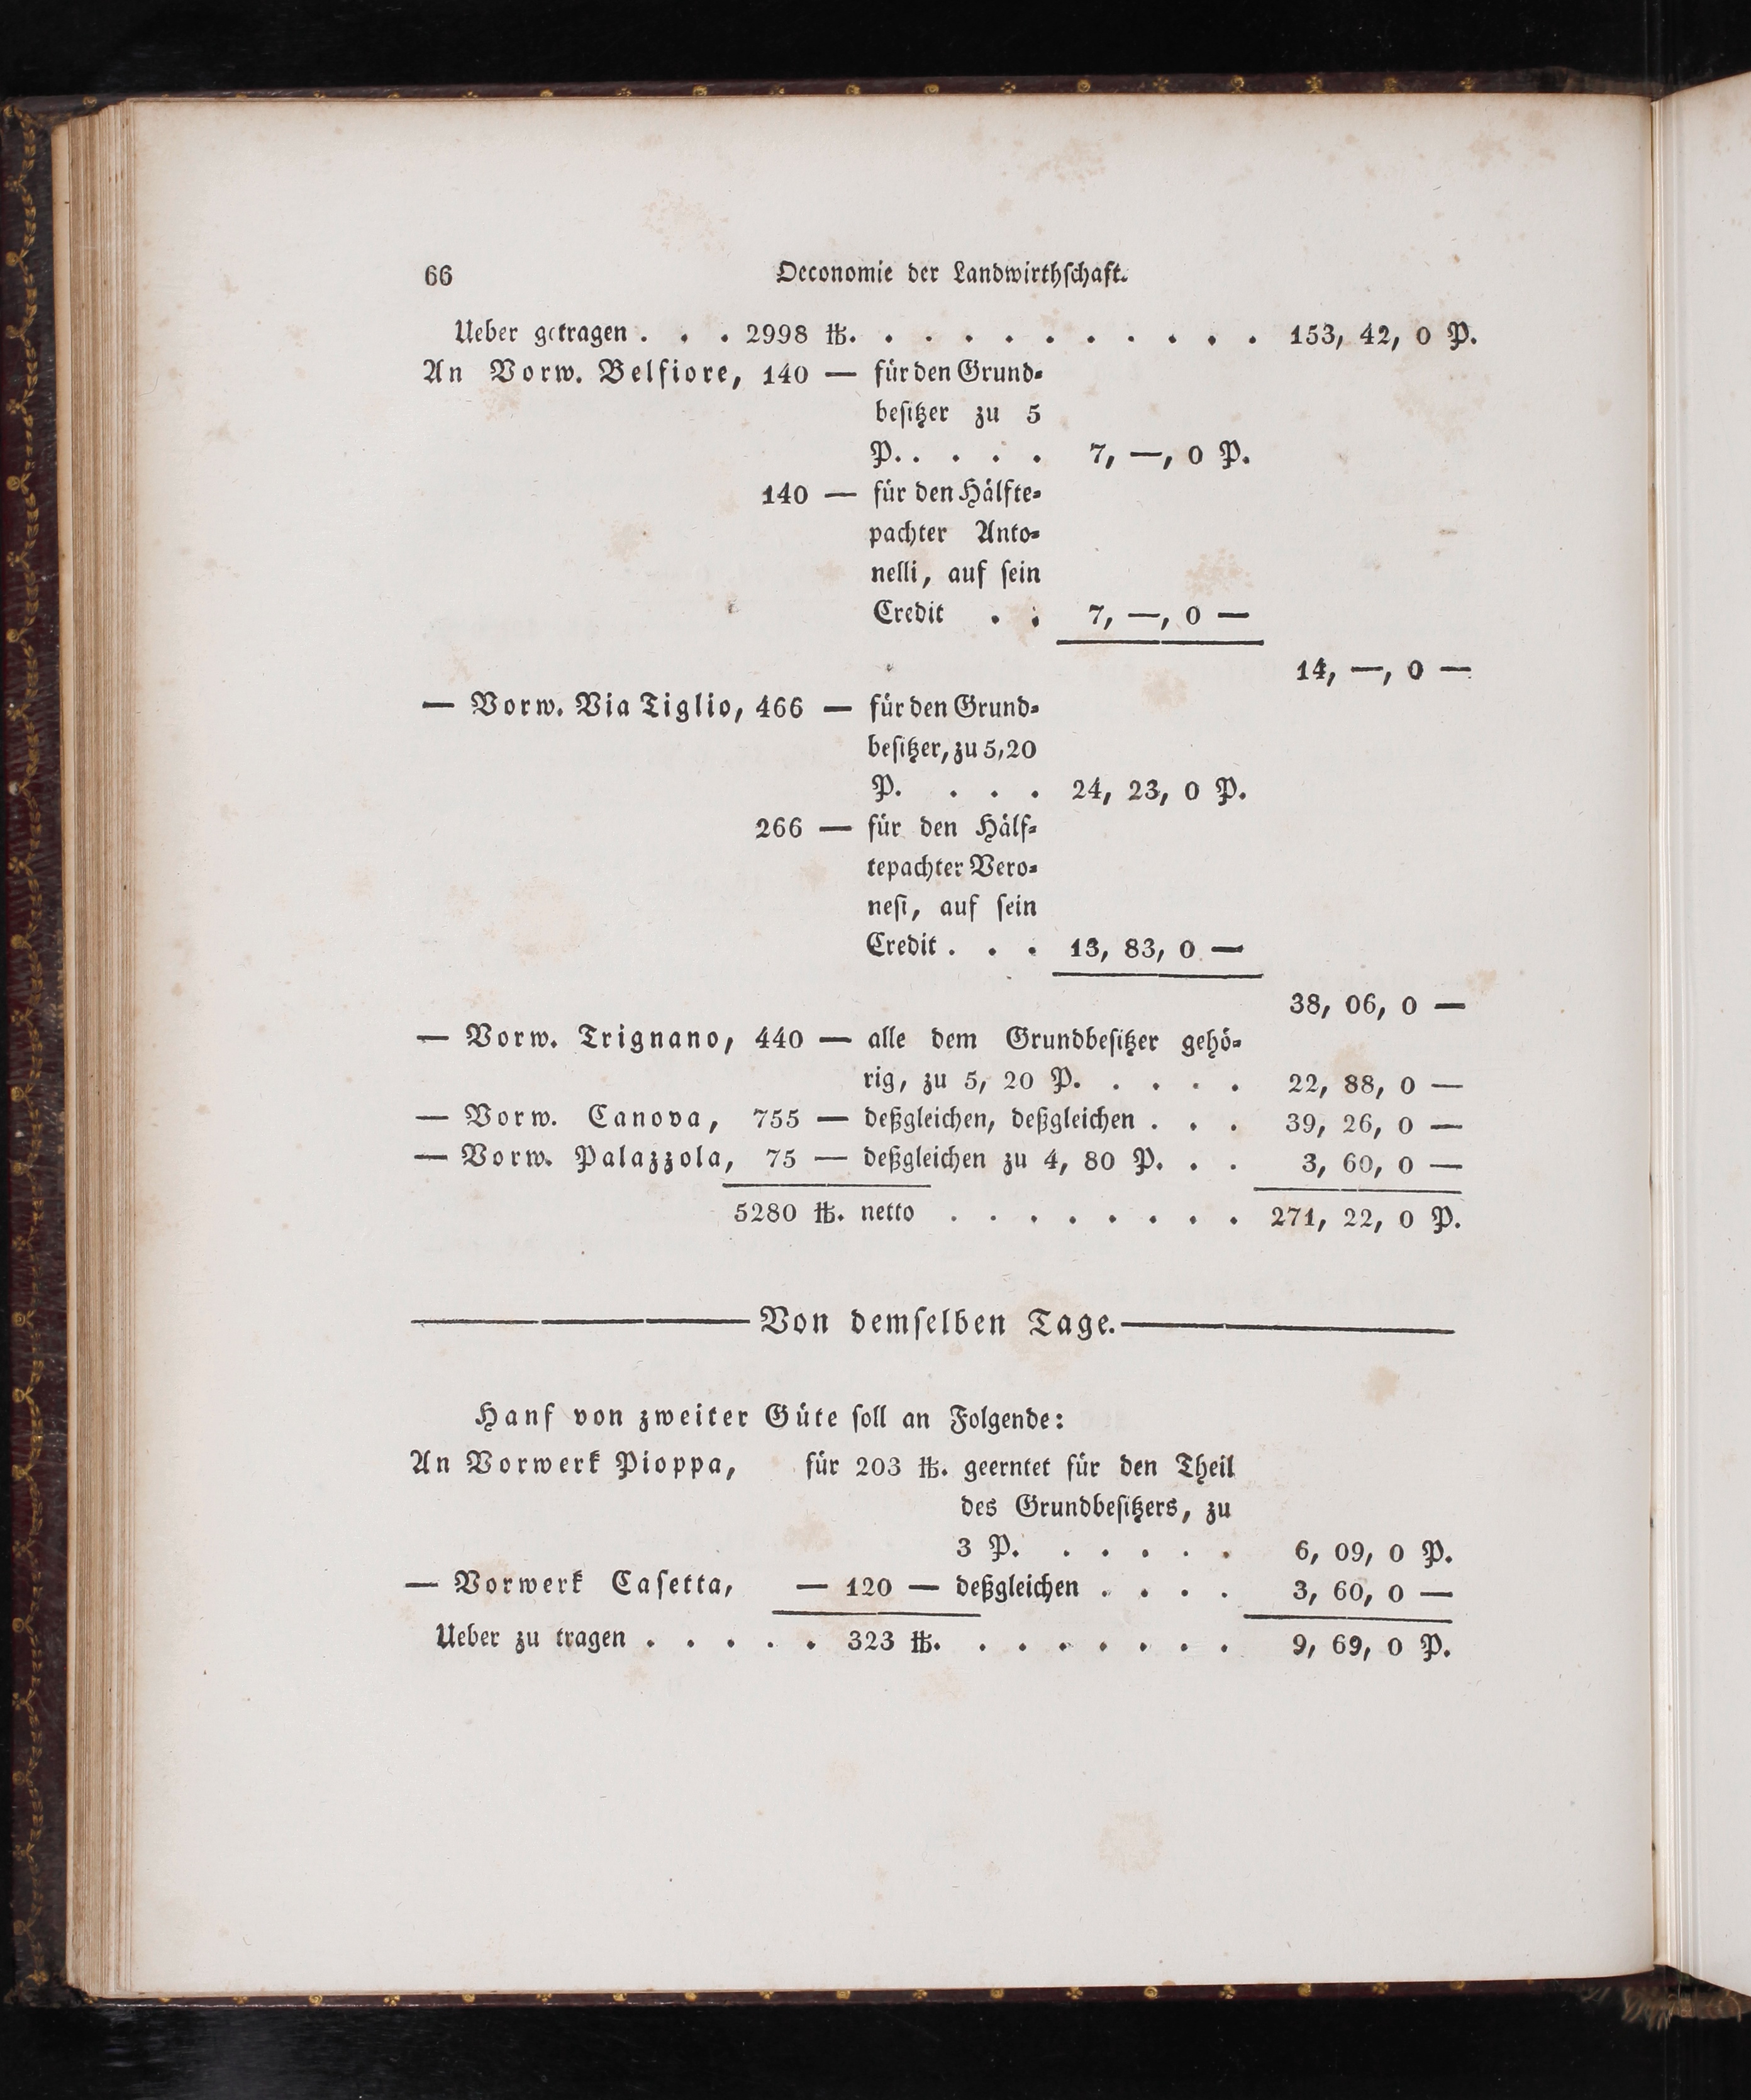 66 Oeconomie der Landwirthschaft.
Ueber getragen . . . 2998 ℔. . . . . . . . . . . 153, 42, 0 P.
An Vorw. Belfiore, 140 — für den Grund-
besitzer zu 5
P. . . . . 7, —, 0 P.
140 — für den Hälfte-
pachter Anto-
nelli, auf sein
Credit . . 7, —, 0 —
14, —, 0 —
— Vorw. Via Tiglio, 466 — für den Grund-
besitzer, zu 5,20
P. . . . 24, 23, 0 P.
266 — für den Hälf-
tepachter Vero-
nesi, auf sein
Credit . . . 13, 83, 0 —
38, 06, 0 —
— Vorw. Trignano, 440 — alle dem Grundbesitzer gehö-
rig, zu 5, 20 P. . . . . 22, 88, 0 —
— Vorw. Canova, 755 — deßgleichen, deßgleichen . . . 39, 26, 0 —
— Vorw. Palazzola, 75 — deßgleichen zu 4, 80 P. . . 3, 60, 0 —
5280 ℔. netto . . . . . . . . 271, 22, 0 P.
Von demselben Tage.
Hanf von zweiter Güte soll an Folgende:
An Vorwerk Pioppa, für 203 ℔. geerntet für den Theil
des Grundbesitzers, zu
3 P. . . . . . 6, 09, 0 P.
— Vorwerk Casetta, — 120 — deßgleichen . . . . 3, 60, 0 —
Ueber zu tragen . . . . . 323 ℔. . . . . . . . 9, 69, 0 P.